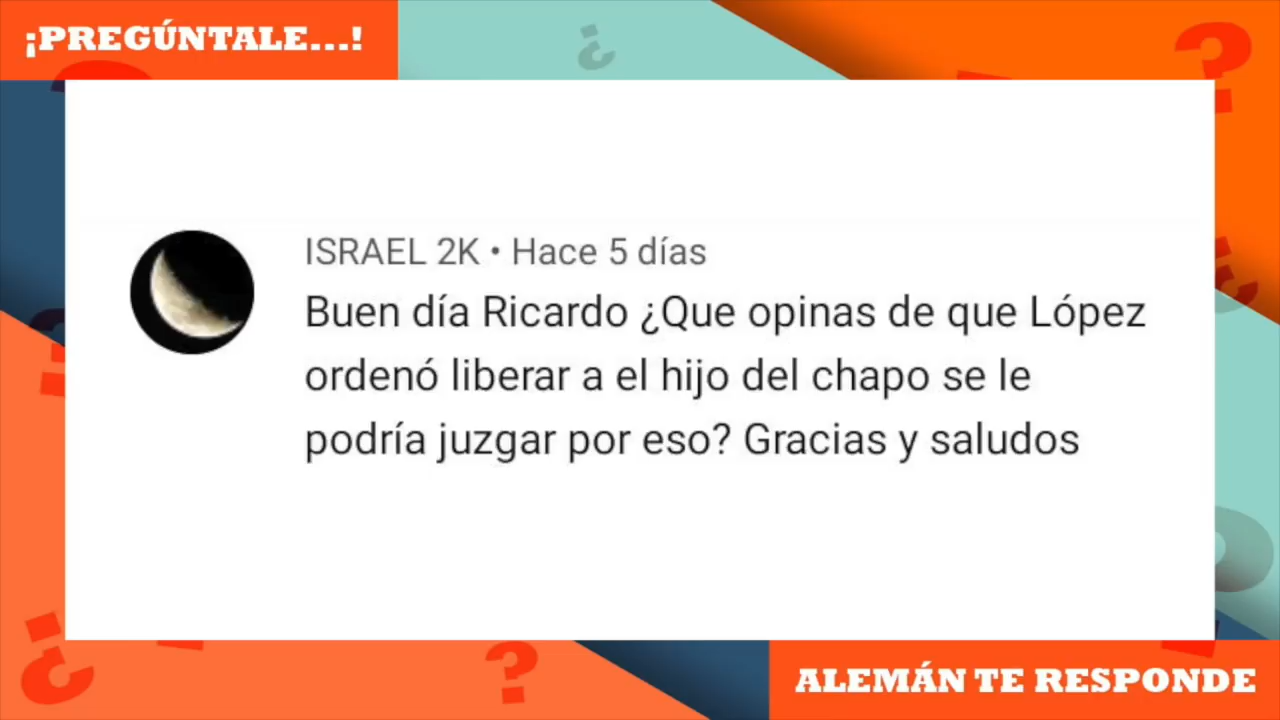 ¡PREGÚNTALE...!
ISRAEL 2K • Hace 5 días
Buen día Ricardo ¿Que opinas de que López
ordenó liberar a el hijo del chapo se le
podría juzgar por eso? Gracias y saludos
ALEMÁN TE RESPONDE